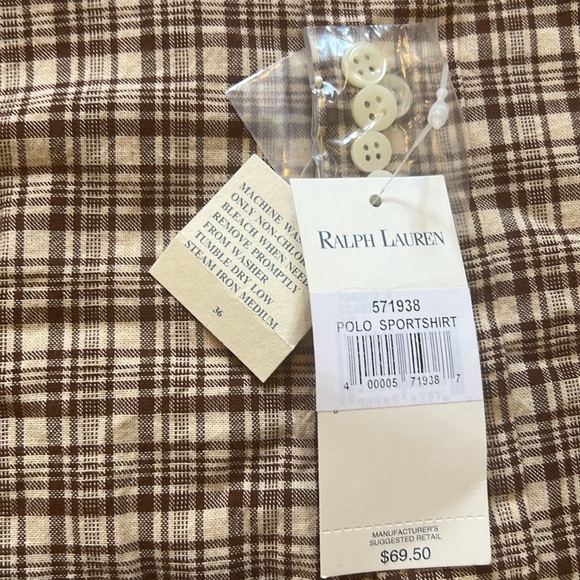 RALPH LAUREN
571938
POLO SPORTSHIRT
4 00005 71938 7
MANUFACTURER'S
SUGGESTED RETAIL
$69.50
MACHINE
ONLY
BLEACH WHEN
REMOVE PROMPTLY
FROM WASHER
TUMBLE DRY LOW
STEAM IRON MEDIUM
36